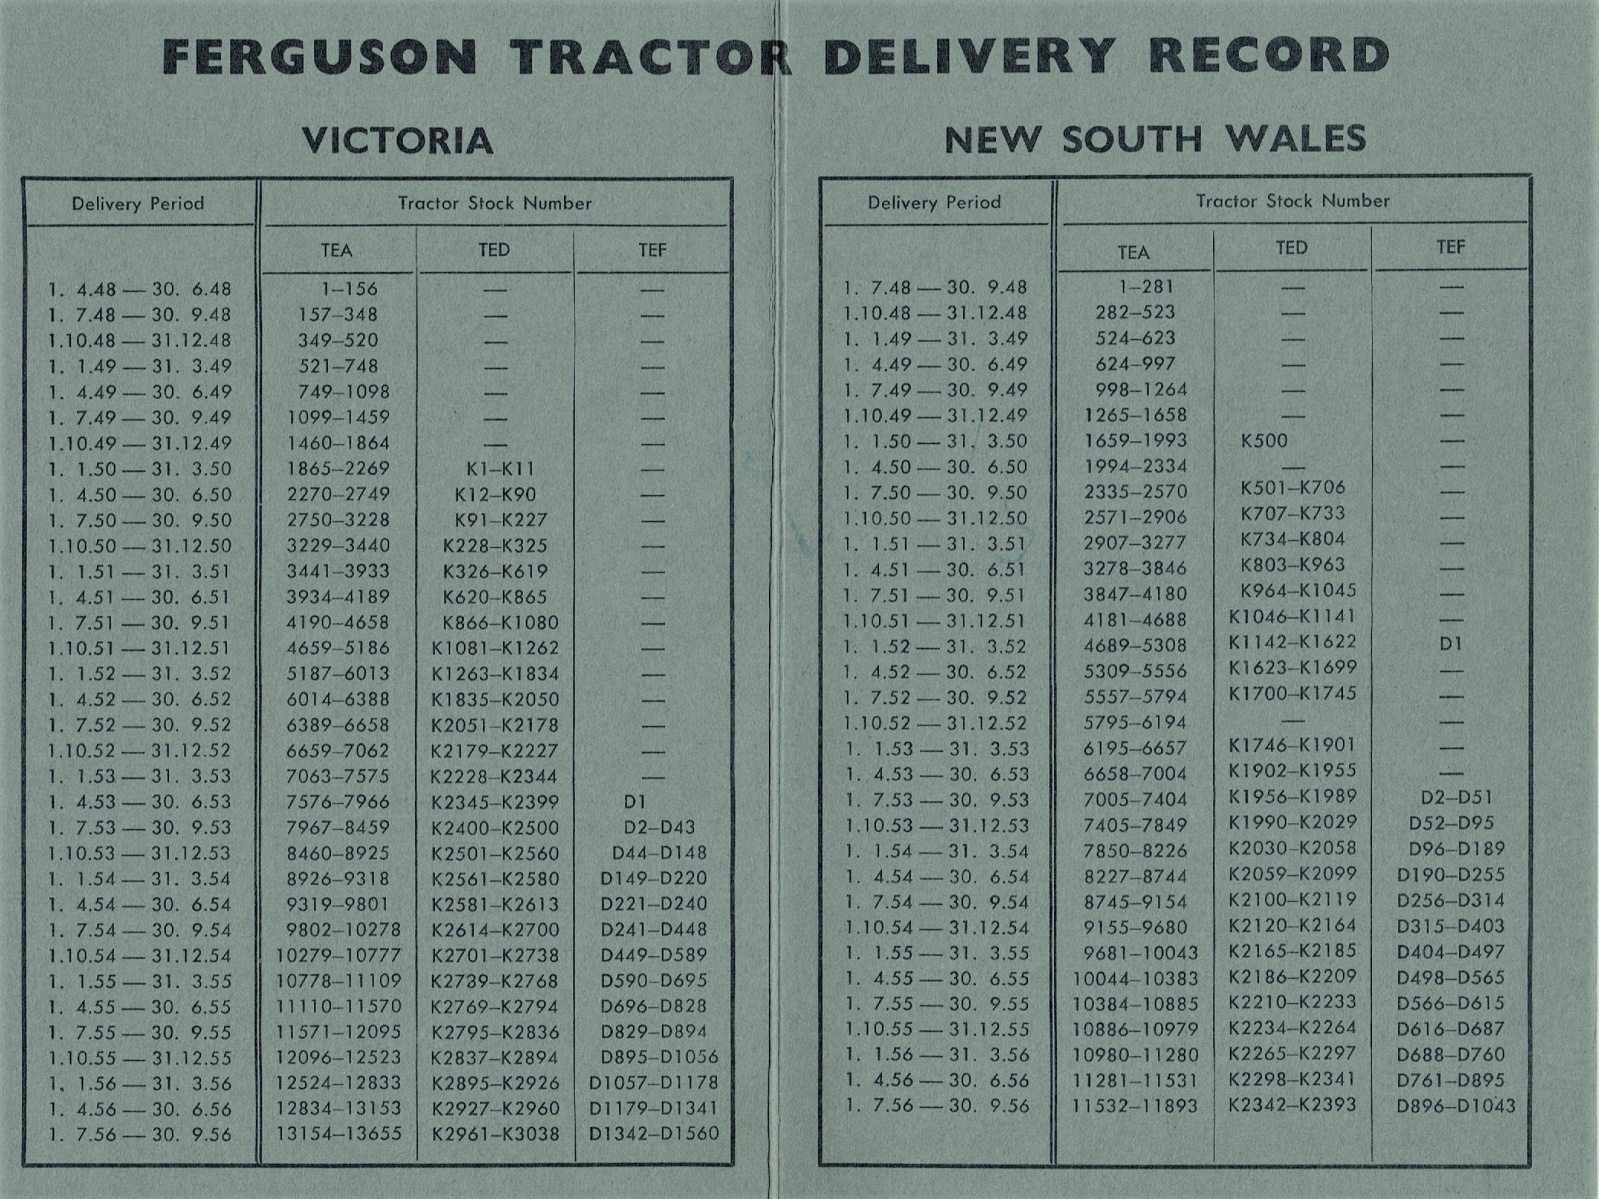 FERGUSON TRACTOR DELIVERY RECORD
VICTORIA
Delivery Period Tractor Stock Number
TEA TED TEF
1. 4.48 — 30. 6.48 1–156 — —
1. 7.48 — 30. 9.48 157–348 — —
1.10.48 — 31.12.48 349–520 — —
1. 1.49 — 31. 3.49 521–748 — —
1. 4.49 — 30. 6.49 749–1098 — —
1. 7.49 — 30. 9.49 1099–1459 — —
1.10.49 — 31.12.49 1460–1864 — —
1. 1.50 — 31. 3.50 1865–2269 K1–K11 —
1. 4.50 — 30. 6.50 2270–2749 K12–K90 —
1. 7.50 — 30. 9.50 2750–3228 K91–K227 —
1.10.50 — 31.12.50 3229–3440 K228–K325 —
1. 1.51 — 31. 3.51 3441–3933 K326–K619 —
1. 4.51 — 30. 6.51 3934–4189 K620–K865 —
1. 7.51 — 30. 9.51 4190–4658 K866–K1080 —
1.10.51 — 31.12.51 4659–5186 K1081–K1262 —
1. 1.52 — 31. 3.52 5187–6013 K1263–K1834 —
1. 4.52 — 30. 6.52 6014–6388 K1835–K2050 —
1. 7.52 — 30. 9.52 6389–6658 K2051–K2178 —
1.10.52 — 31.12.52 6659–7062 K2179–K2227 —
1. 1.53 — 31. 3.53 7063–7575 K2228–K2344 —
1. 4.53 — 30. 6.53 7576–7966 K2345–K2399 D1
1. 7.53 — 30. 9.53 7967–8459 K2400–K2500 D2–D43
1.10.53 — 31.12.53 8460–8925 K2501–K2560 D44–D148
1. 1.54 — 31. 3.54 8926–9318 K2561–K2580 D149–D220
1. 4.54 — 30. 6.54 9319–9801 K2581–K2613 D221–D240
1. 7.54 — 30. 9.54 9802–10278 K2614–K2700 D241–D448
1.10.54 — 31.12.54 10279–10777 K2701–K2738 D449–D589
1. 1.55 — 31. 3.55 10778–11109 K2739–K2768 D590–D695
1. 4.55 — 30. 6.55 11110–11570 K2769–K2794 D696–D828
1. 7.55 — 30. 9.55 11571–12095 K2795–K2836 D829–D894
1.10.55 — 31.12.55 12096–12523 K2837–K2894 D895–D1056
1. 1.56 — 31. 3.56 12524–12833 K2895–K2926 D1057–D1178
1. 4.56 — 30. 6.56 12834–13153 K2927–K2960 D1179–D1341
1. 7.56 — 30. 9.56 13154–13655 K2961–K3038 D1342–D1560
NEW SOUTH WALES
Delivery Period Tractor Stock Number
TEA TED TEF
1. 7.48 — 30. 9.48 1–281 — —
1.10.48 — 31.12.48 282–523 — —
1. 1.49 — 31. 3.49 524–623 — —
1. 4.49 — 30. 6.49 624–997 — —
1. 7.49 — 30. 9.49 998–1264 — —
1.10.49 — 31.12.49 1265–1658 — —
1. 1.50 — 31. 3.50 1659–1993 K500 —
1. 4.50 — 30. 6.50 1994–2334 — —
1. 7.50 — 30. 9.50 2335–2570 K501–K706 —
1.10.50 — 31.12.50 2571–2906 K707–K733 —
1. 1.51 — 31. 3.51 2907–3277 K734–K804 —
1. 4.51 — 30. 6.51 3278–3846 K803–K963 —
1. 7.51 — 30. 9.51 3847–4180 K964–K1045 —
1.10.51 — 31.12.51 4181–4688 K1046–K1141 —
1. 1.52 — 31. 3.52 4689–5308 K1142–K1622 D1
1. 4.52 — 30. 6.52 5309–5556 K1623–K1699 —
1. 7.52 — 30. 9.52 5557–5794 K1700–K1745 —
1.10.52 — 31.12.52 5795–6194 — —
1. 1.53 — 31. 3.53 6195–6657 K1746–K1901 —
1. 4.53 — 30. 6.53 6658–7004 K1902–K1955 —
1. 7.53 — 30. 9.53 7005–7404 K1956–K1989 D2–D51
1.10.53 — 31.12.53 7405–7849 K1990–K2029 D52–D95
1. 1.54 — 31. 3.54 7850–8226 K2030–K2058 D96–D189
1. 4.54 — 30. 6.54 8227–8744 K2059–K2099 D190–D255
1. 7.54 — 30. 9.54 8745–9154 K2100–K2119 D256–D314
1.10.54 — 31.12.54 9155–9680 K2120–K2164 D315–D403
1. 1.55 — 31. 3.55 9681–10043 K2165–K2185 D404–D497
1. 4.55 — 30. 6.55 10044–10383 K2186–K2209 D498–D565
1. 7.55 — 30. 9.55 10384–10885 K2210–K2233 D566–D615
1.10.55 — 31.12.55 10886–10979 K2234–K2264 D616–D687
1. 1.56 — 31. 3.56 10980–11280 K2265–K2297 D688–D760
1. 4.56 — 30. 6.56 11281–11531 K2298–K2341 D761–D895
1. 7.56 — 30. 9.56 11532–11893 K2342–K2393 D896–D1043